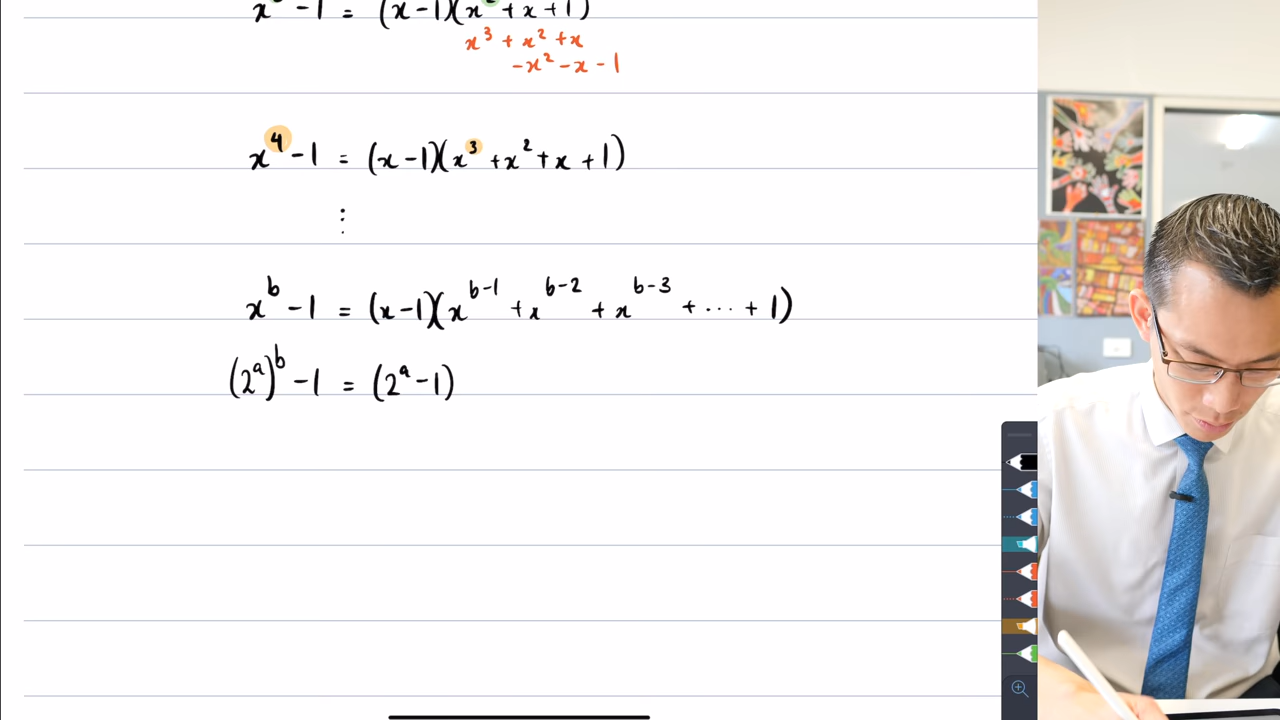 x³ - 1 = (x-1)(x² + x + 1)
x³ + x² + x
-x² - x - 1
x⁴ - 1 = (x-1)(x³ + x² + x + 1)
⋮
x^b - 1 = (x-1)(x^{b-1} + x^{b-2} + x^{b-3} + ... + 1)
(2^a)^b - 1 = (2^a - 1)